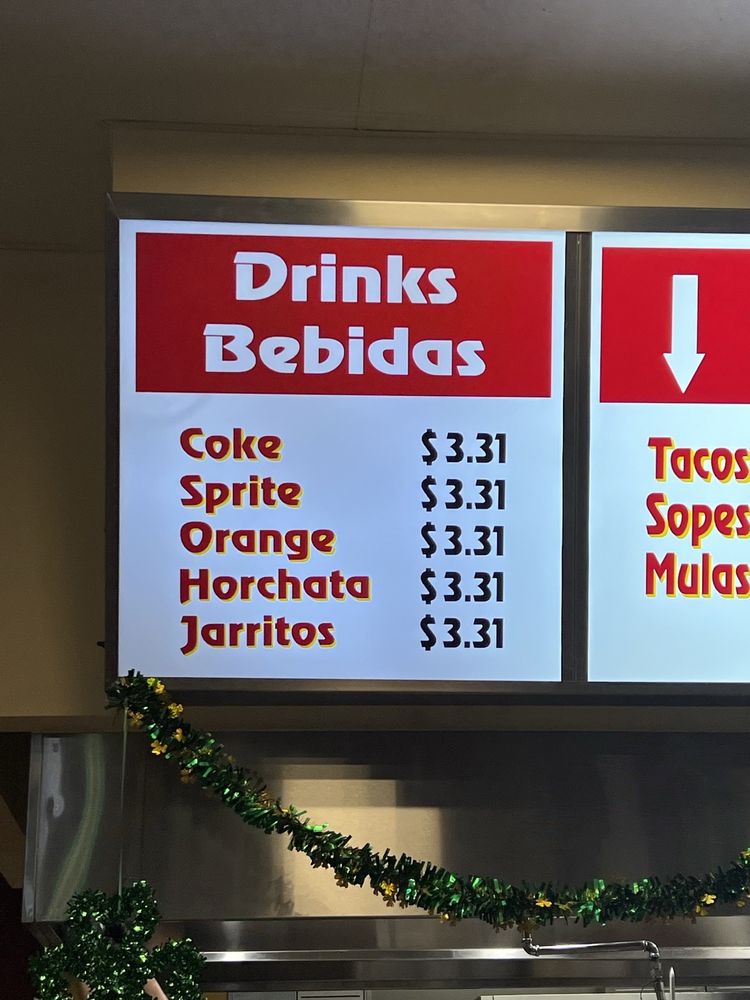 Drinks
Bebidas
Coke $3.31
Sprite $3.31
Orange $3.31
Horchata $3.31
Jarritos $3.31
Tacos
Sopes
Mulas